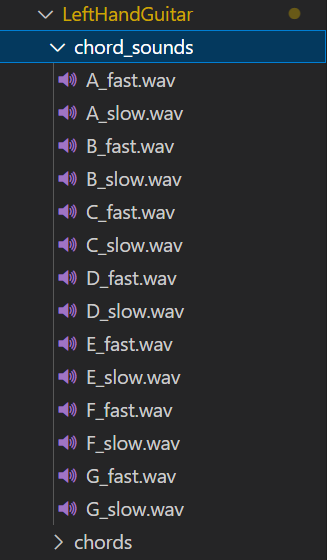 LeftHandGuitar
chord_sounds
A_fast.wav
A_slow.wav
B_fast.wav
B_slow.wav
C_fast.wav
C_slow.wav
D_fast.wav
D_slow.wav
E_fast.wav
E_slow.wav
F_fast.wav
F_slow.wav
G_fast.wav
G_slow.wav
chords